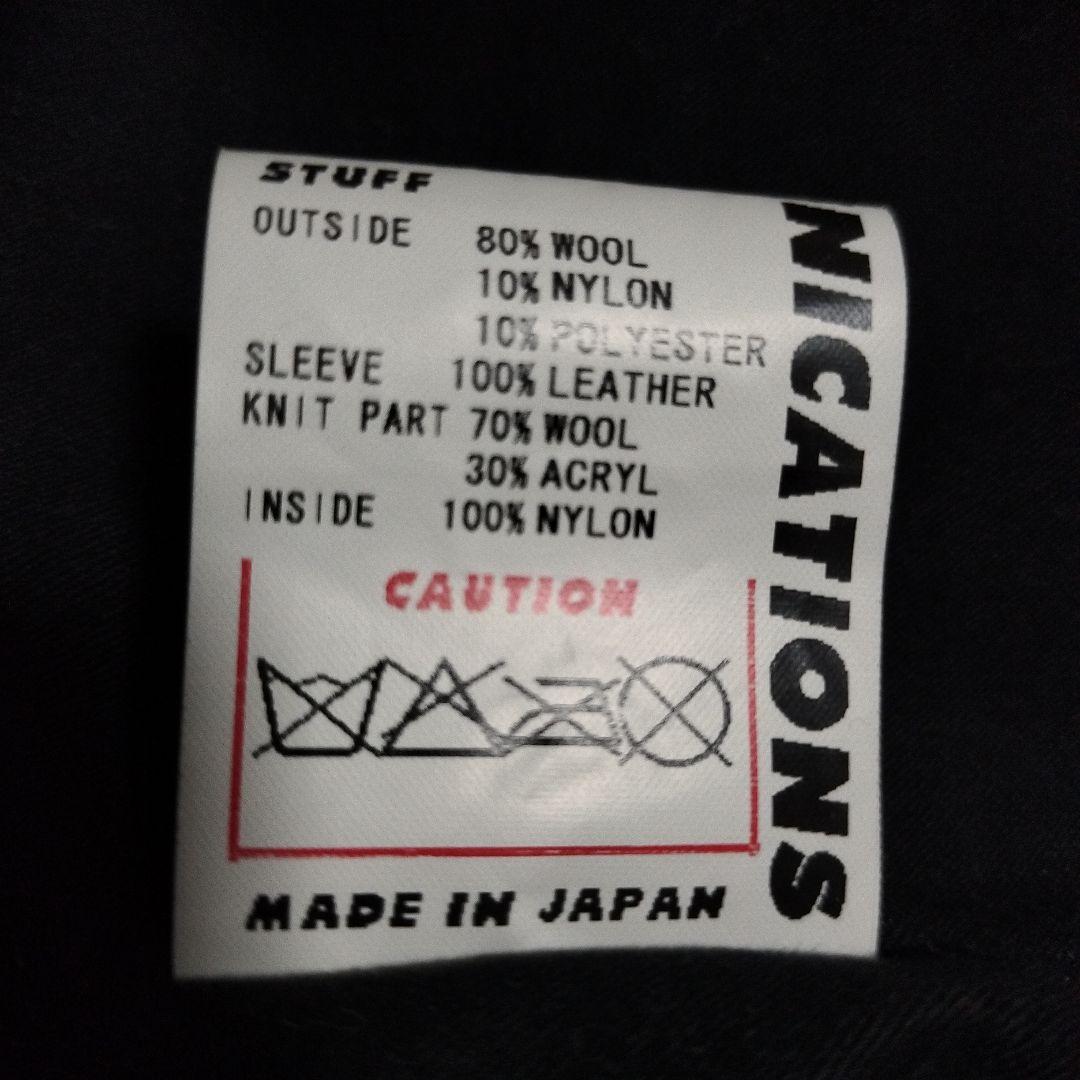 STUFF
OUTSIDE 80% WOOL
10% NYLON
10% POLYESTER
SLEEVE 100% LEATHER
KNIT PART 70% WOOL
30% ACRYL
INSIDE 100% NYLON
CAUTION
MADE IN JAPAN
NICATIONS